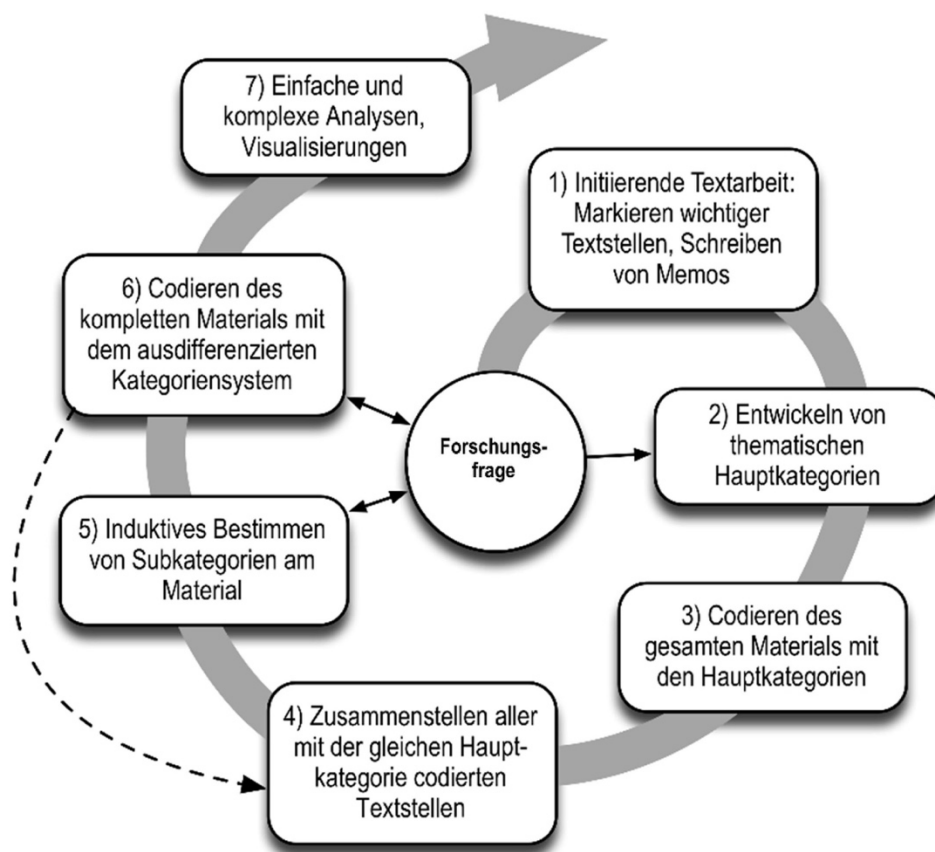 7) Einfache und
komplexe Analysen,
Visualisierungen
1) Initiierende Textarbeit:
Markieren wichtiger
Textstellen, Schreiben
von Memos
6) Codieren des
kompletten Materials mit
dem ausdifferenzierten
Kategoriensystem
Forschungs-
frage
2) Entwickeln von
thematischen
Hauptkategorien
5) Induktives Bestimmen
von Subkategorien am
Material
3) Codieren des
gesamten Materials mit
den Hauptkategorien
4) Zusammenstellen aller
mit der gleichen Haupt-
kategorie codierten
Textstellen